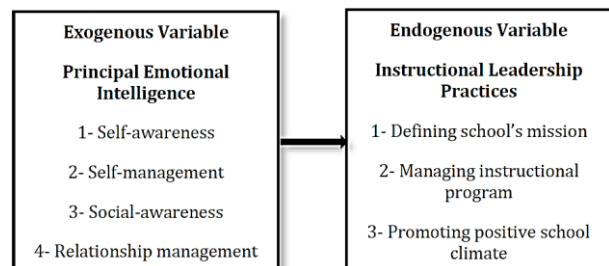 Exogenous Variable
Principal Emotional
Intelligence
1- Self-awareness
2- Self-management
3- Social-awareness
4- Relationship management
Endogenous Variable
Instructional Leadership
Practices
1- Defining school's mission
2- Managing instructional
program
3- Promoting positive school
climate